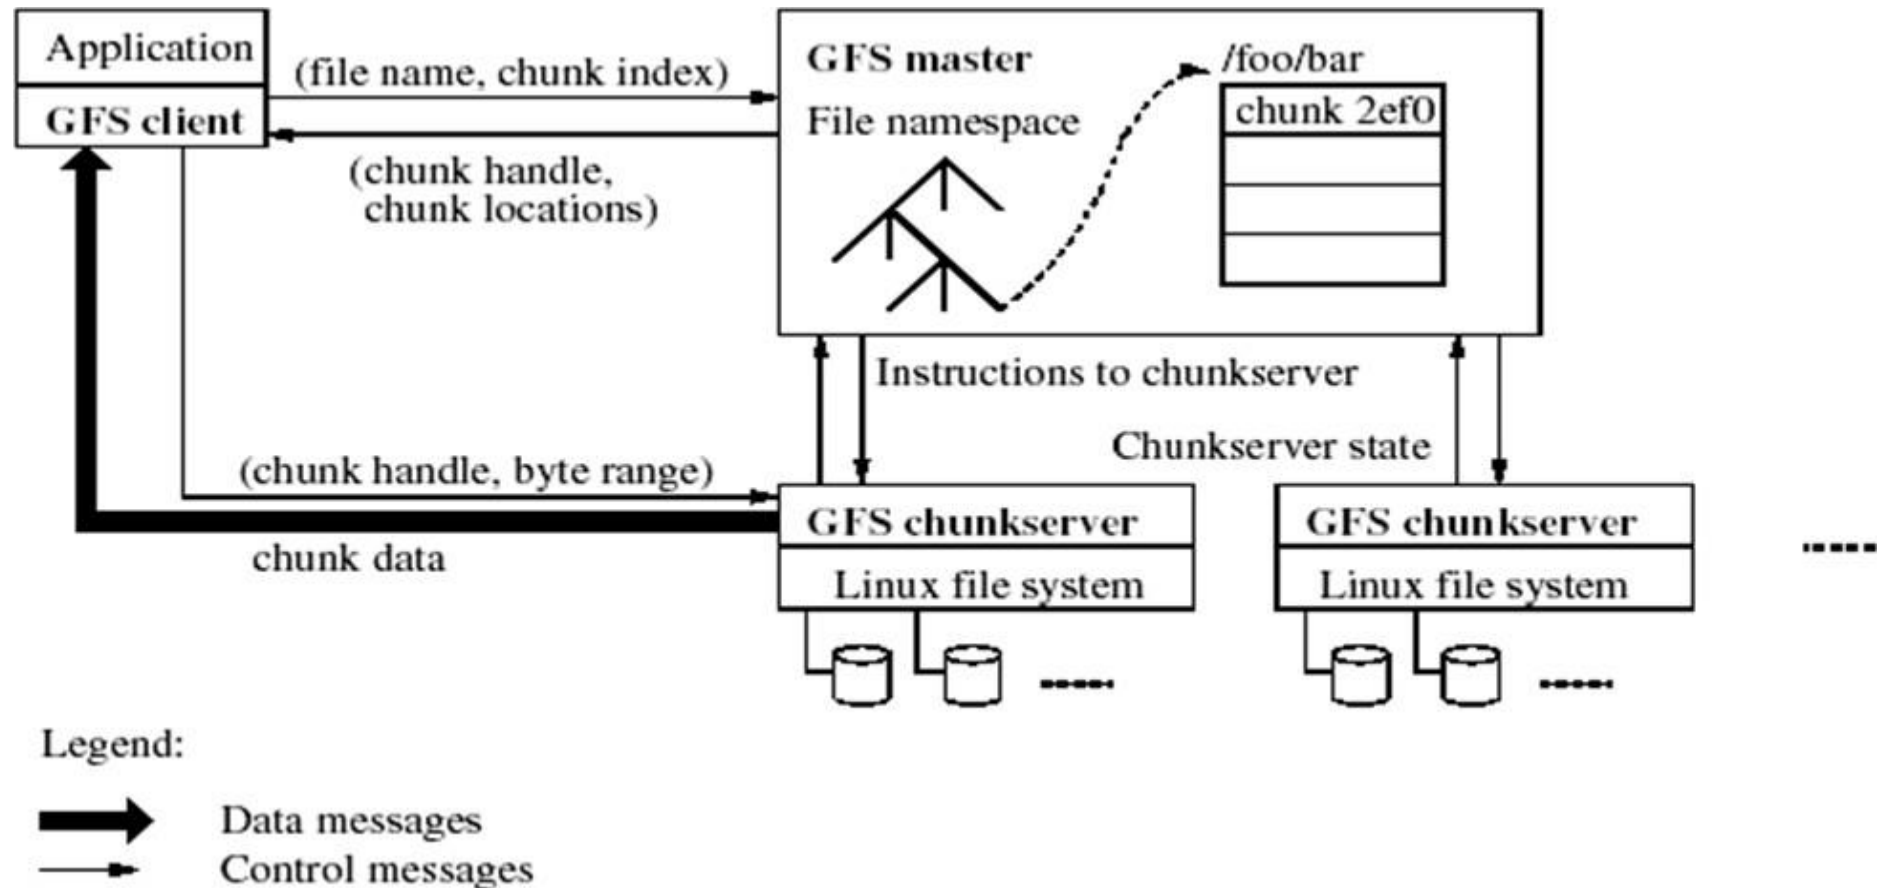 Application
GFS client
(file name, chunk index)
(chunk handle,
chunk locations)
GFS master
File namespace
/foo/bar
chunk 2ef0
Instructions to chunkserver
Chunkserver state
(chunk handle, byte range)
chunk data
GFS chunkserver
Linux file system
GFS chunkserver
Linux file system
Legend:
Data messages
Control messages